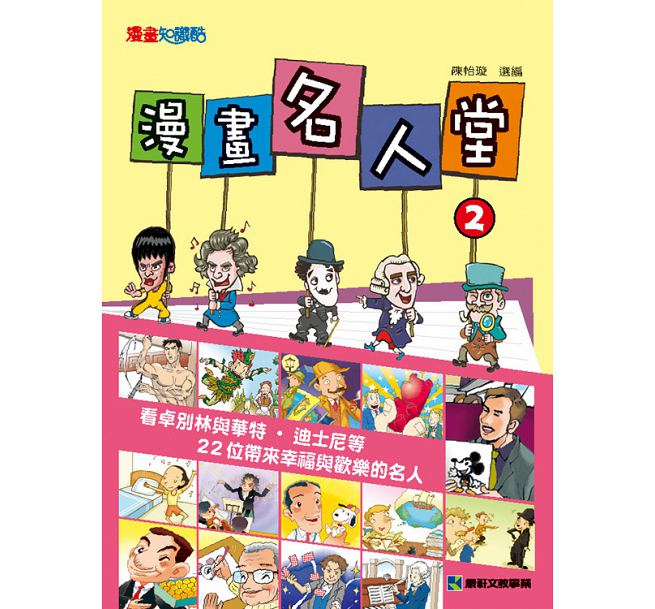 漫畫知識酷
陳怡璇 選編
漫畫名人堂
2
看卓別林與華特・迪士尼等
22位帶來幸福與歡樂的名人
康軒文教事業